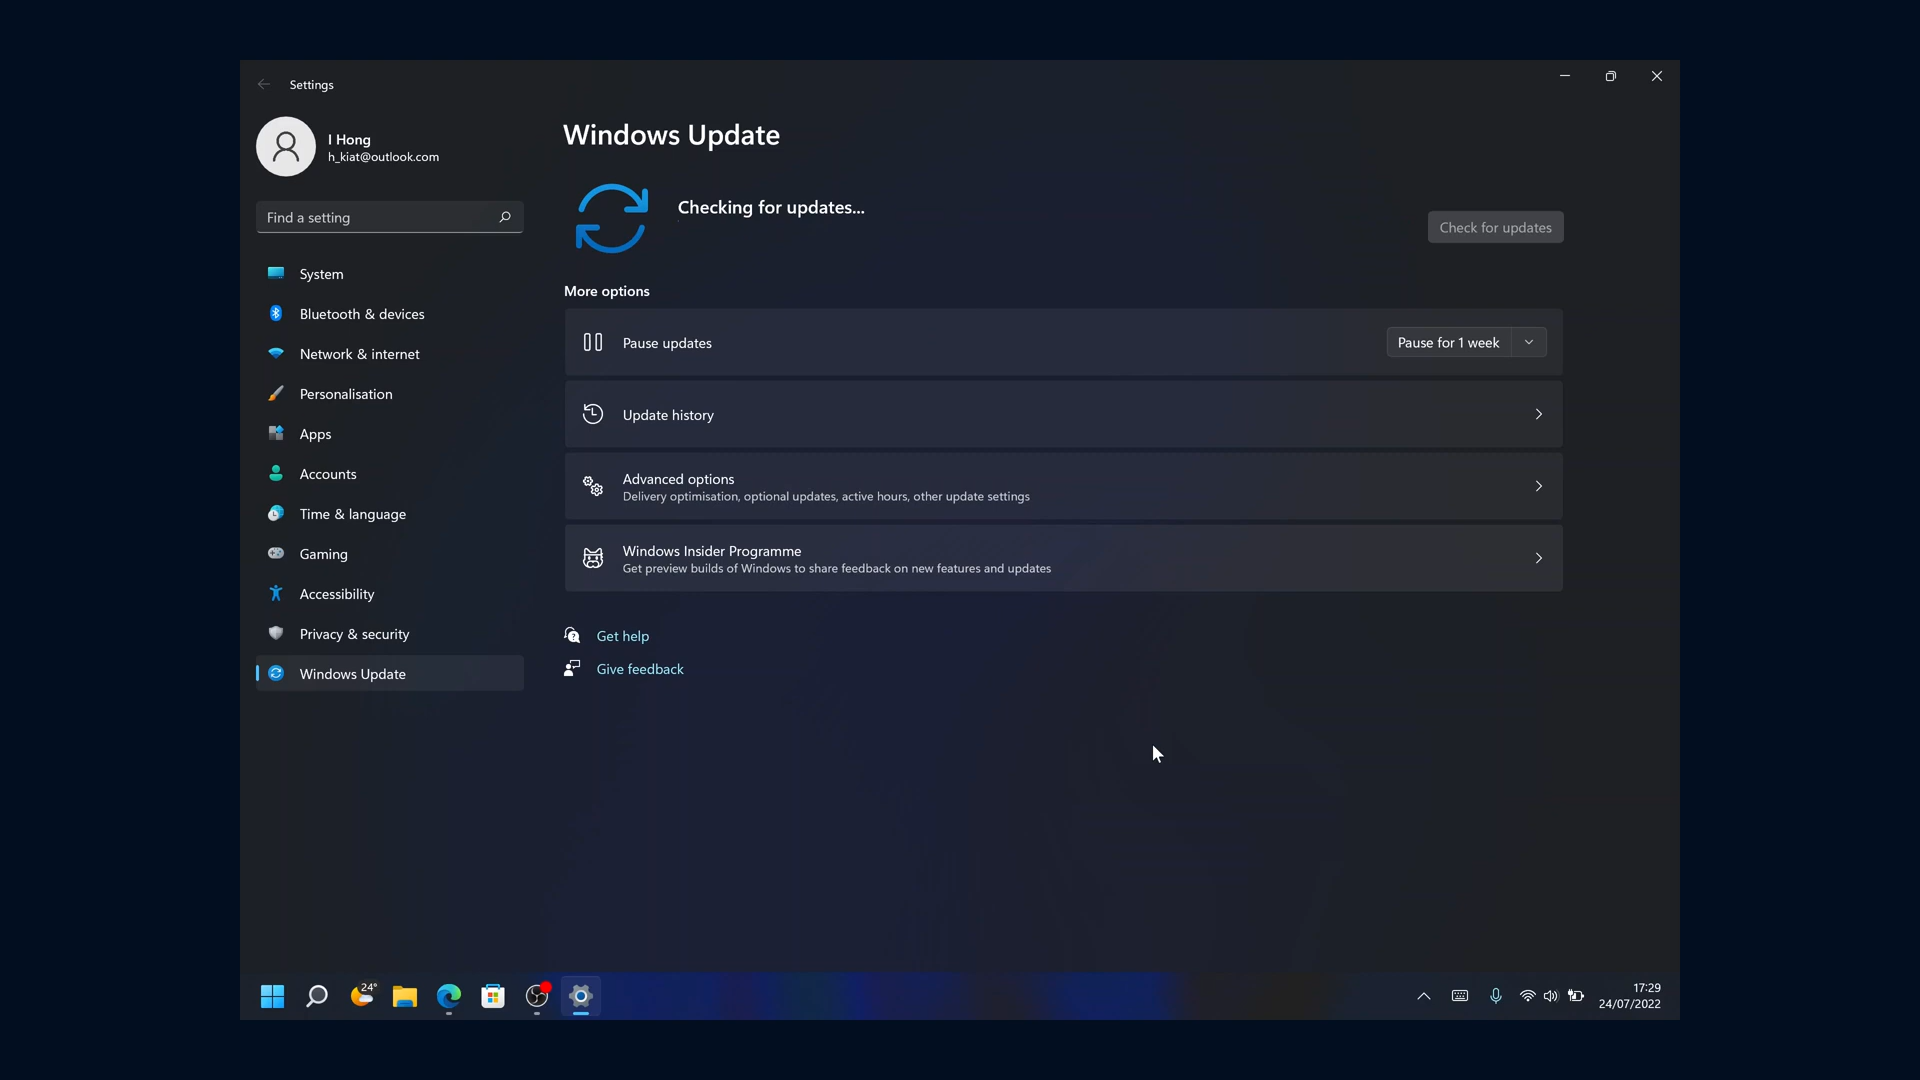 Settings
I Hong
h_kiat@outlook.com
Find a setting
System
Bluetooth & devices
Network & internet
Personalisation
Apps
Accounts
Time & language
Gaming
Accessibility
Privacy & security
Windows Update
Windows Update
Checking for updates...
Check for updates
More options
Pause updates
Pause for 1 week
Update history
Advanced options
Delivery optimisation, optional updates, active hours, other update settings
Windows Insider Programme
Get preview builds of Windows to share feedback on new features and updates
Get help
Give feedback
24°
17:29
24/07/2022